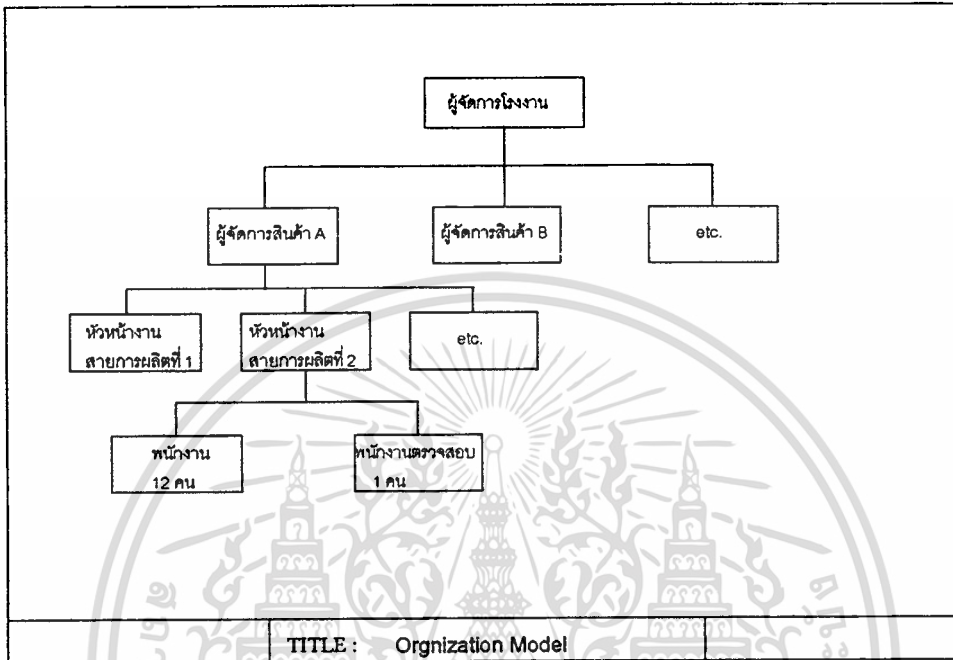 ผู้จัดการโรงงาน
ผู้จัดการสินค้า A
ผู้จัดการสินค้า B
etc.
หัวหน้างาน
สายการผลิตที่ 1
หัวหน้างาน
สายการผลิตที่ 2
etc.
พนักงาน
12 คน
พนักงานตรวจสอบ
1 คน
TITLE : Orgnization Model